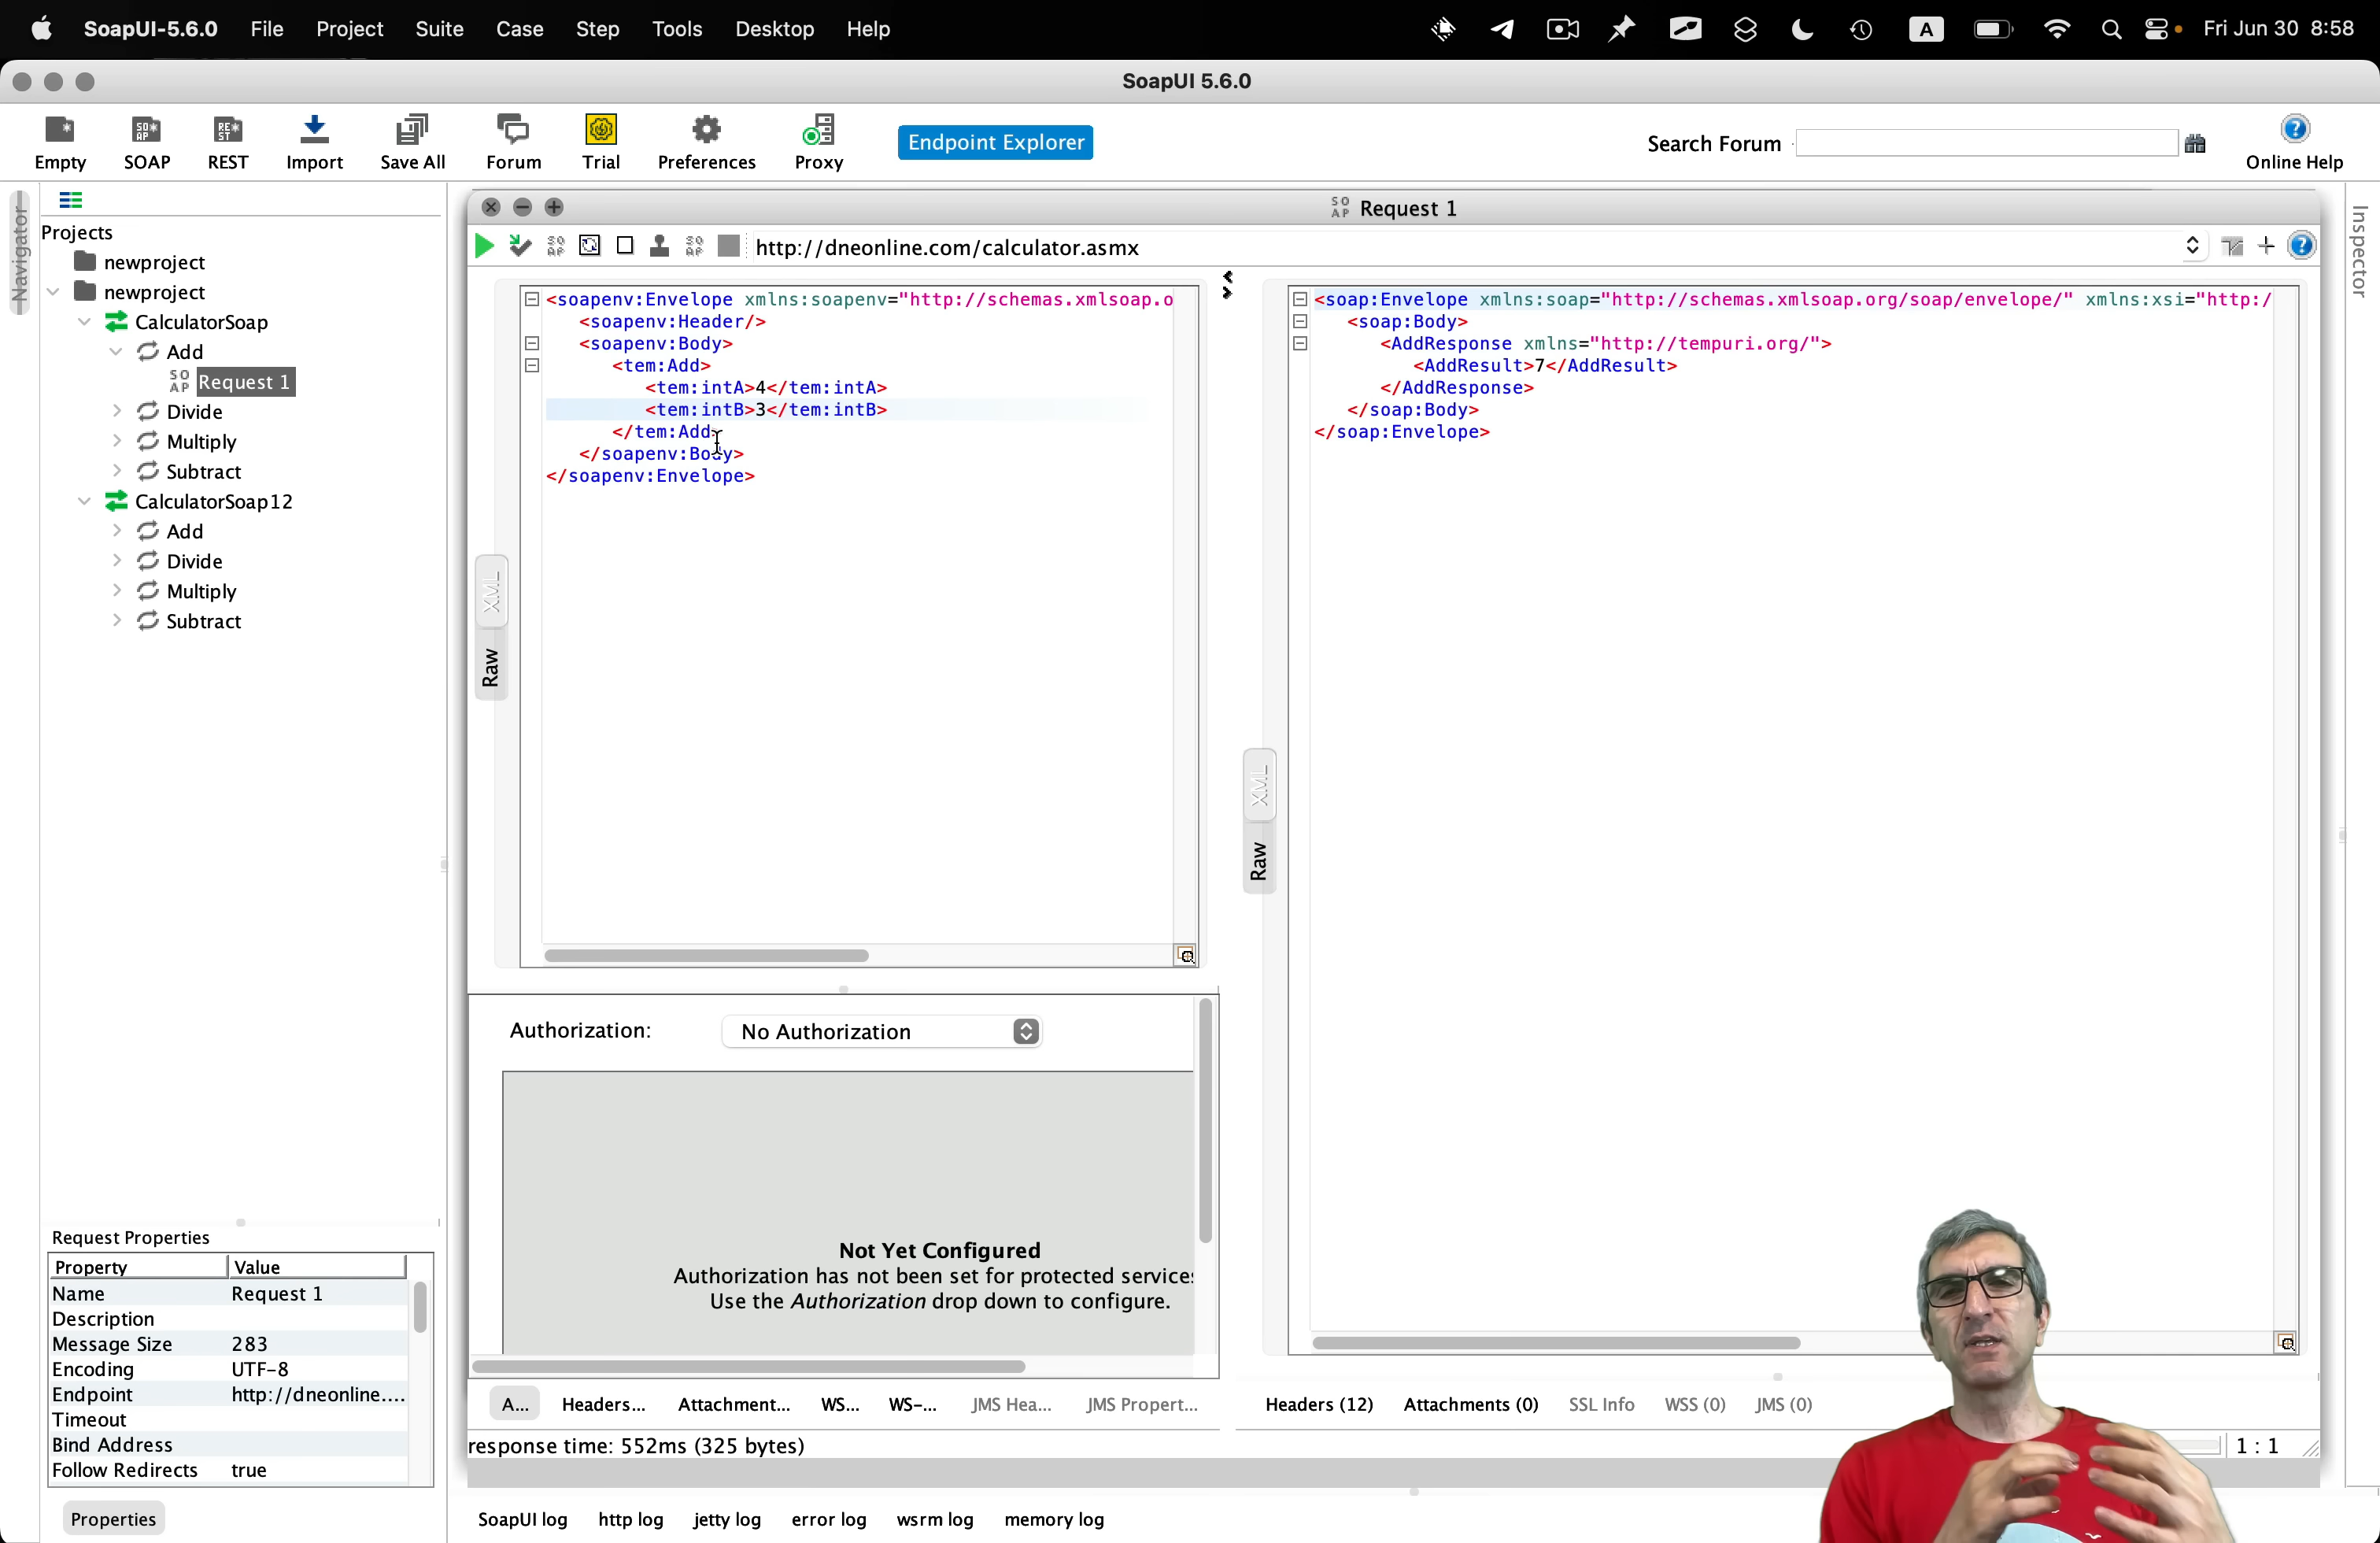 SoapUI-5.6.0 File Project Suite Case Step Tools Desktop Help A Fri Jun 30 8:58
SoapUI 5.6.0
Empty SOAP REST Import Save All Forum Trial Preferences Proxy Endpoint Explorer Search Forum Online Help
Navigator
Inspector
Projects
newproject
newproject
CalculatorSoap
Add
SOAP Request 1
Divide
Multiply
Subtract
CalculatorSoap12
Add
Divide
Multiply
Subtract
SOAP Request 1
http://dneonline.com/calculator.asmx
<soapenv:Envelope xmlns:soapenv="http://schemas.xmlsoap.o
<soapenv:Header/>
<soapenv:Body>
<tem:Add>
<tem:intA>4</tem:intA>
<tem:intB>3</tem:intB>
</tem:Add>
</soapenv:Body>
</soapenv:Envelope>
XML
Raw
<soap:Envelope xmlns:soap="http://schemas.xmlsoap.org/soap/envelope/" xmlns:xsi="http:/
<soap:Body>
<AddResponse xmlns="http://tempuri.org/">
<AddResult>7</AddResult>
</AddResponse>
</soap:Body>
</soap:Envelope>
XML
Raw
Authorization: No Authorization
Not Yet Configured
Authorization has not been set for protected services
Use the Authorization drop down to configure.
A... Headers... Attachment... WS... WS-... JMS Hea... JMS Propert...
Headers (12) Attachments (0) SSL Info WSS (0) JMS (0)
response time: 552ms (325 bytes)
1 : 1
Request Properties
Property Value
Name Request 1
Description
Message Size 283
Encoding UTF-8
Endpoint http://dneonline....
Timeout
Bind Address
Follow Redirects true
Properties
SoapUI log http log jetty log error log wsrm log memory log